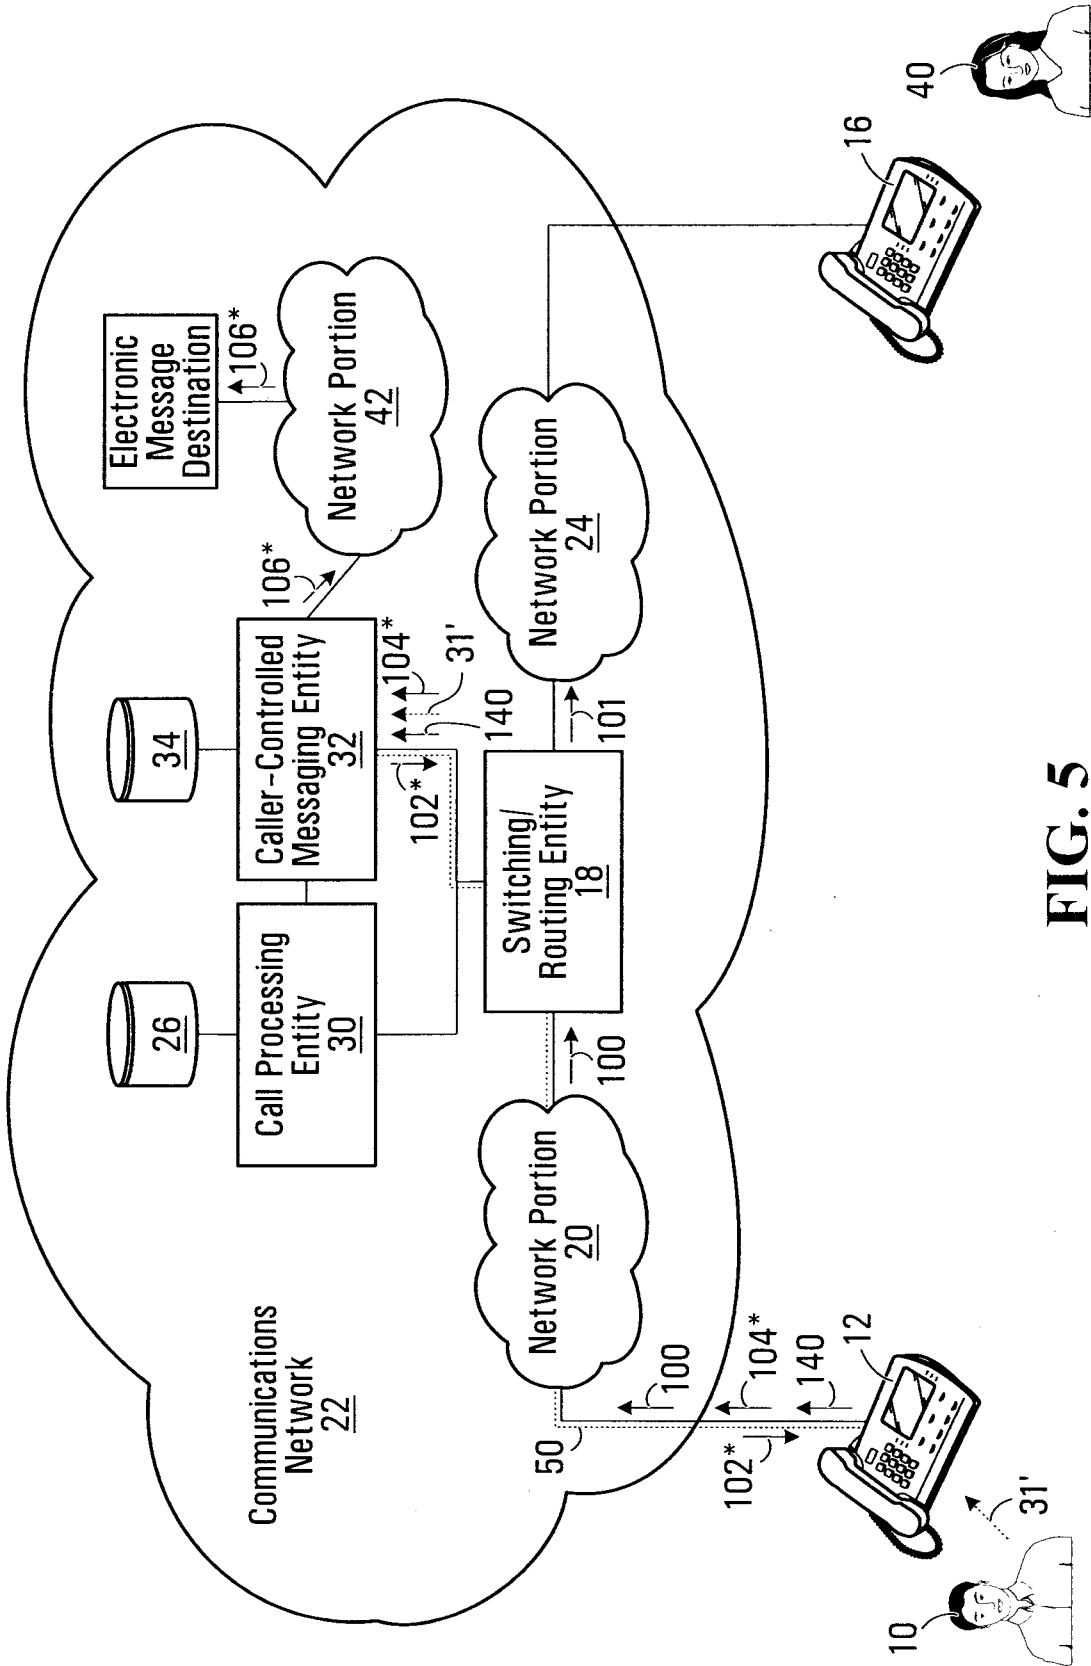 Communications
Network
22
26
34
Call Processing
Entity
30
Caller-Controlled
Messaging Entity
32
Electronic
Message
Destination
106*
106*
Network Portion
42
104*
31'
140
102*
Network Portion
20
100
Switching/
Routing Entity
18
101
Network Portion
24
50
100
104*
140
102*
12
16
10
31'
40
FIG. 5